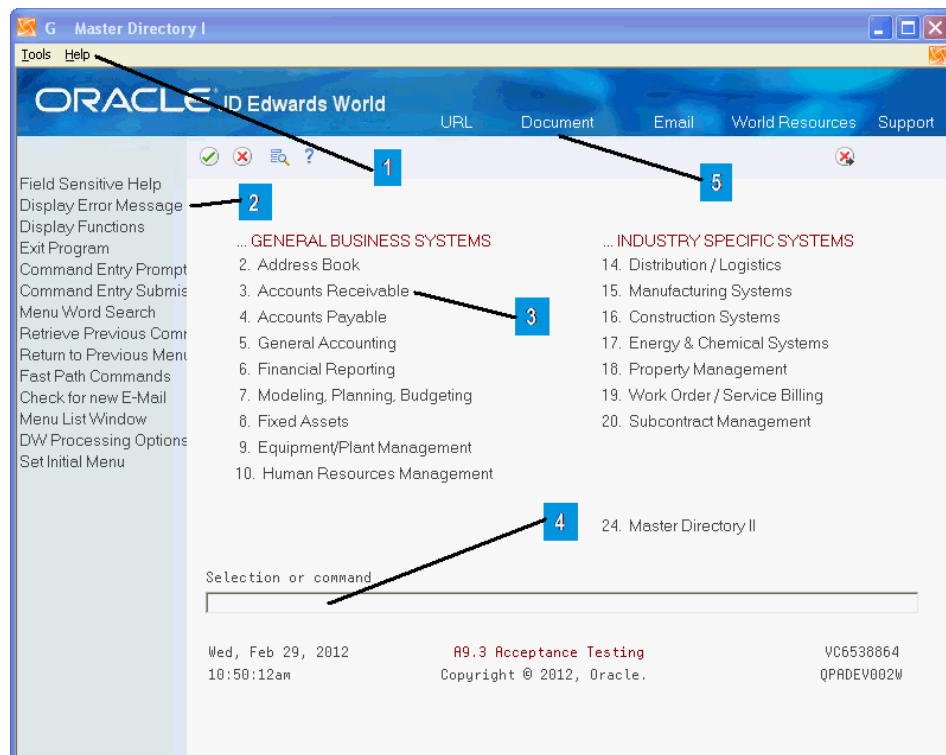 G Master Directory I
Tools Help
ORACLE JD Edwards World
URL Document Email World Resources Support
?
1
5
2
Field Sensitive Help
Display Error Message
Display Functions
Exit Program
Command Entry Prompt
Command Entry Submis
Menu Word Search
Retrieve Previous Comm
Return to Previous Menu
Fast Path Commands
Check for new E-Mail
Menu List Window
DW Processing Options
Set Initial Menu
... GENERAL BUSINESS SYSTEMS
2. Address Book
3. Accounts Receivable
4. Accounts Payable
5. General Accounting
6. Financial Reporting
7. Modeling, Planning, Budgeting
8. Fixed Assets
9. Equipment/Plant Management
10. Human Resources Management
3
... INDUSTRY SPECIFIC SYSTEMS
14. Distribution / Logistics
15. Manufacturing Systems
16. Construction Systems
17. Energy & Chemical Systems
18. Property Management
19. Work Order / Service Billing
20. Subcontract Management
4
24. Master Directory II
Selection or command
Wed, Feb 29, 2012 A9.3 Acceptance Testing VC6538864
10:50:12am Copyright © 2012, Oracle. QPADEV002W